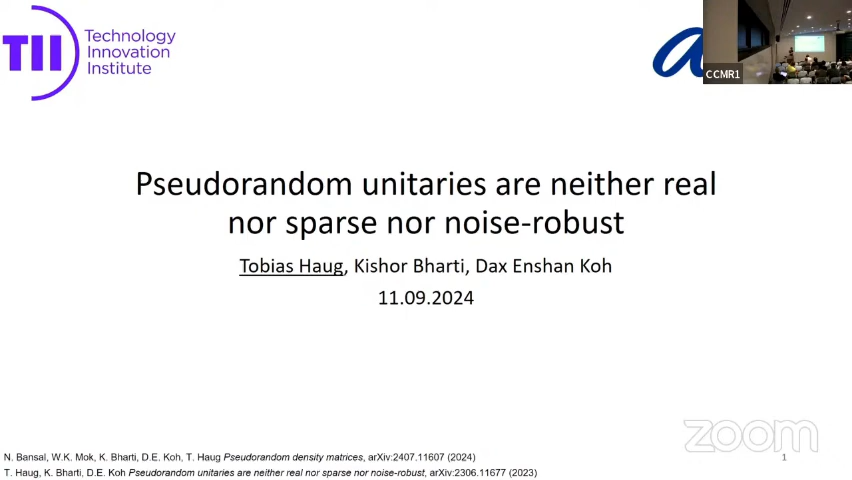 TII
Technology
Innovation
Institute
CCMR1
Pseudorandom unitaries are neither real
nor sparse nor noise-robust
Tobias Haug, Kishor Bharti, Dax Enshan Koh
11.09.2024
zoom
N. Bansal, W.K. Mok, K. Bharti, D.E. Koh, T. Haug Pseudorandom density matrices, arXiv:2407.11607 (2024)
1
T. Haug, K. Bharti, D.E. Koh Pseudorandom unitaries are neither real nor sparse nor noise-robust, arXiv:2306.11677 (2023)